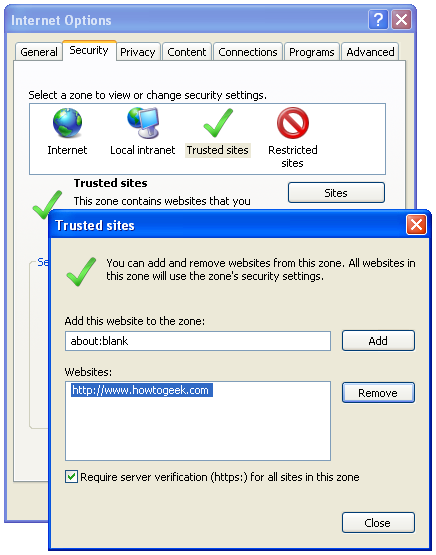 Internet Options
General Security Privacy Content Connections Programs Advanced
Select a zone to view or change security settings.
Internet Local intranet Trusted sites Restricted
sites
Trusted sites
Sites
This zone contains websites that you
Se
Trusted sites
You can add and remove websites from this zone. All websites in
this zone will use the zone's security settings.
Add this website to the zone:
about:blank Add
Websites:
http://www.howtogeek.com Remove
Require server verification (https:) for all sites in this zone
Close